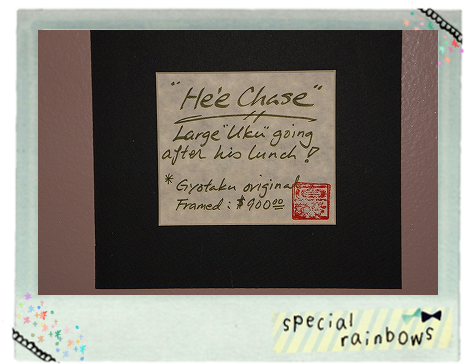 "He'e Chase"
Large "Uku" going
after his lunch!
* Gyotaku original
Framed: $900.00
special
rainbows